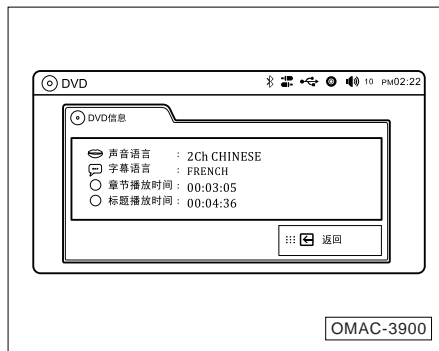 DVD 10 PM02:22
DVD信息
声音语言 : 2Ch CHINESE
字幕语言 : FRENCH
章节播放时间 : 00:03:05
标题播放时间 : 00:04:36
返回
OMAC-3900